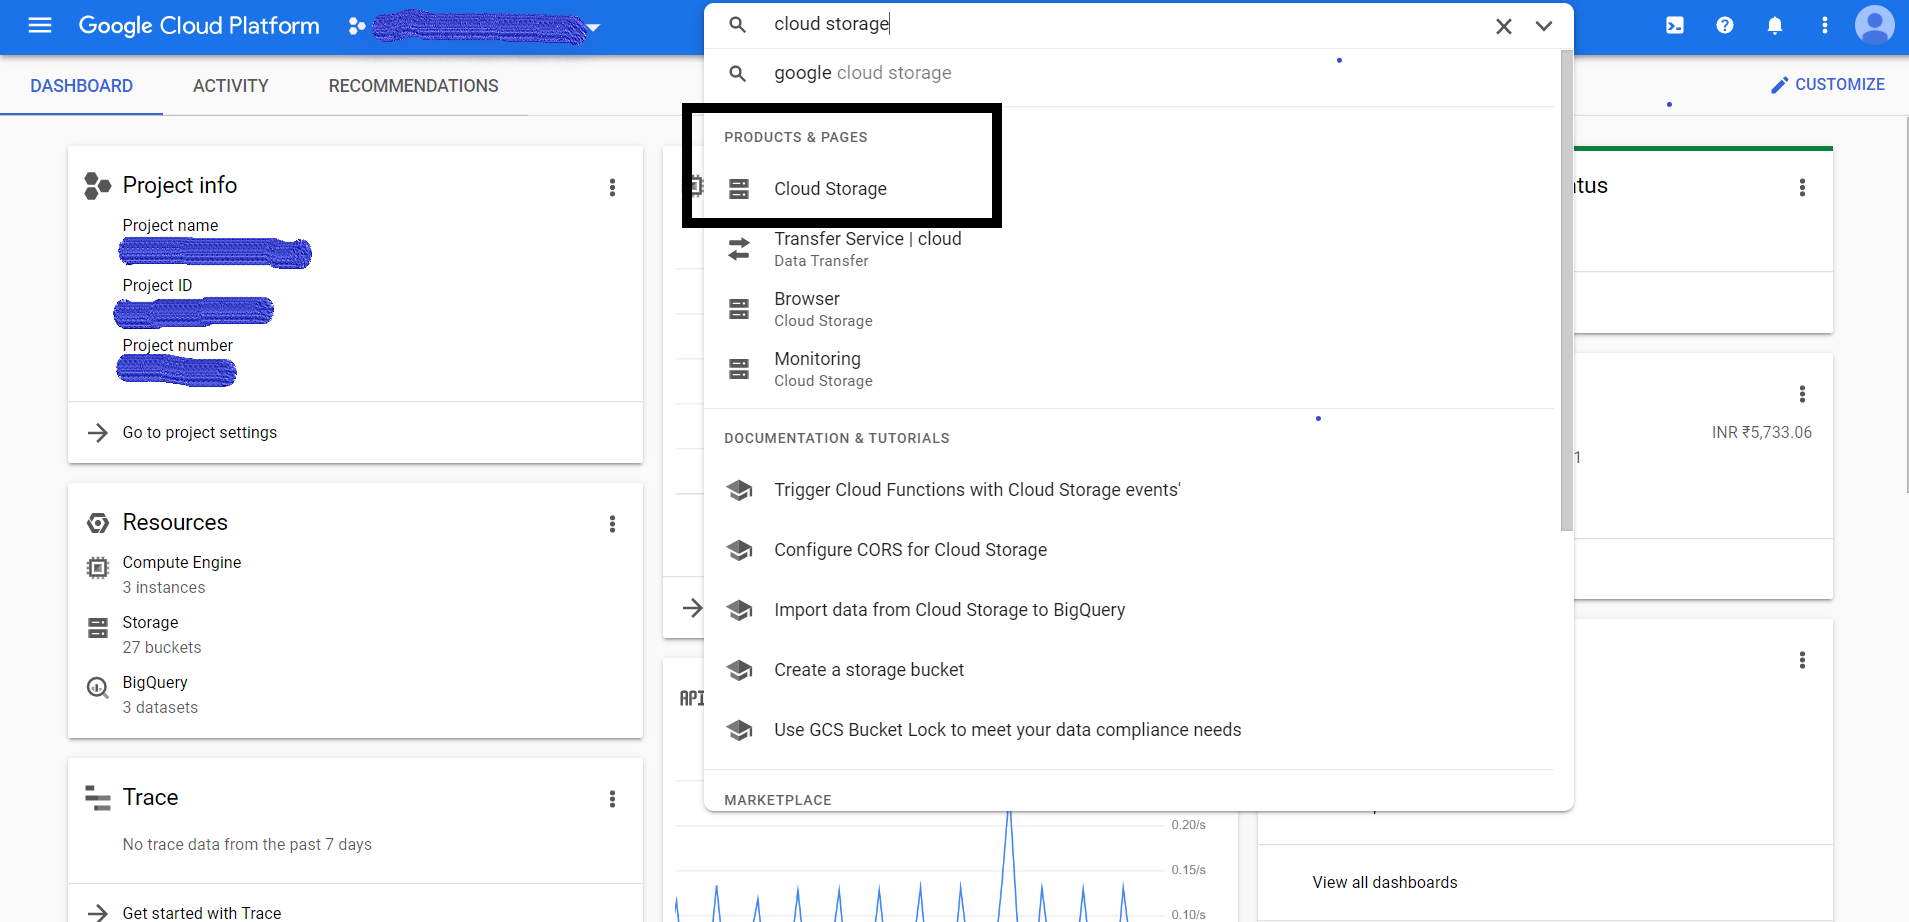 Google Cloud Platform
cloud storage
google cloud storage
DASHBOARD
ACTIVITY
RECOMMENDATIONS
CUSTOMIZE
PRODUCTS & PAGES
Cloud Storage
Transfer Service | cloud
Data Transfer
Browser
Cloud Storage
Monitoring
Cloud Storage
DOCUMENTATION & TUTORIALS
Trigger Cloud Functions with Cloud Storage events'
Configure CORS for Cloud Storage
Import data from Cloud Storage to BigQuery
Create a storage bucket
Use GCS Bucket Lock to meet your data compliance needs
MARKETPLACE
Project info
Project name
Project ID
Project number
Go to project settings
Resources
Compute Engine
3 instances
Storage
27 buckets
BigQuery
3 datasets
Trace
No trace data from the past 7 days
Get started with Trace
API
0.20/s
0.15/s
0.10/s
atus
INR ₹5,733.06
1
View all dashboards